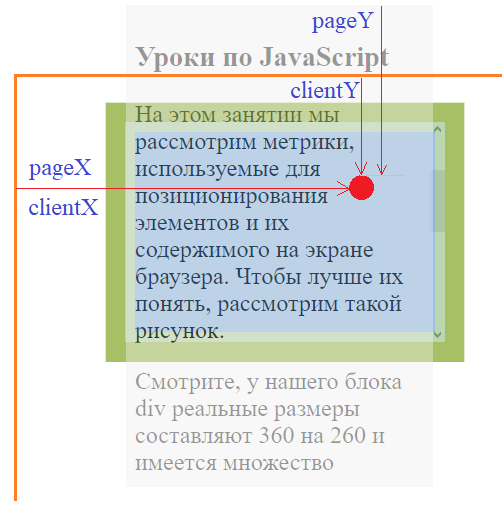 pageY
Уроки по JavaScript
clientY
На этом занятии мы
рассмотрим метрики,
используемые для
pageX
позиционирования
clientX
элементов и их
содержимого на экране
браузера. Чтобы лучше их
понять, рассмотрим такой
рисунок.
Смотрите, у нашего блока
div реальные размеры
составляют 360 на 260 и
имеется множество